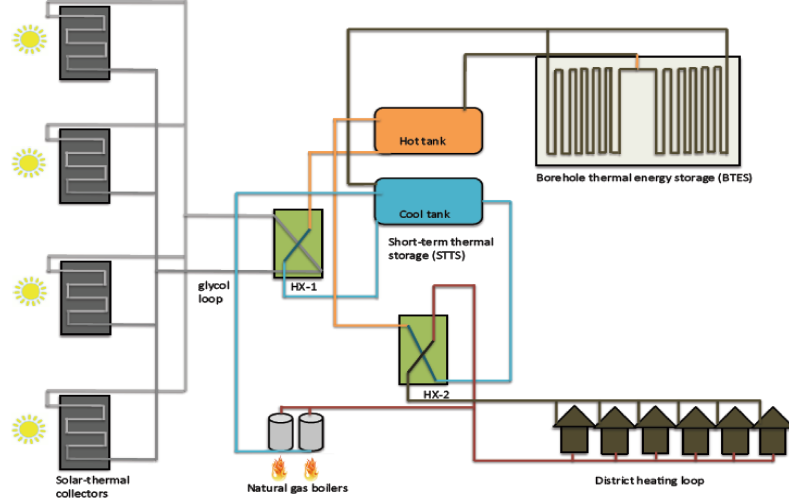 Hot tank
Borehole thermal energy storage (BTES)
Cool tank
Short-term thermal
storage (STTS)
HX-1
glycol
loop
HX-2
Solar-thermal
collectors
Natural gas boilers
District heating loop